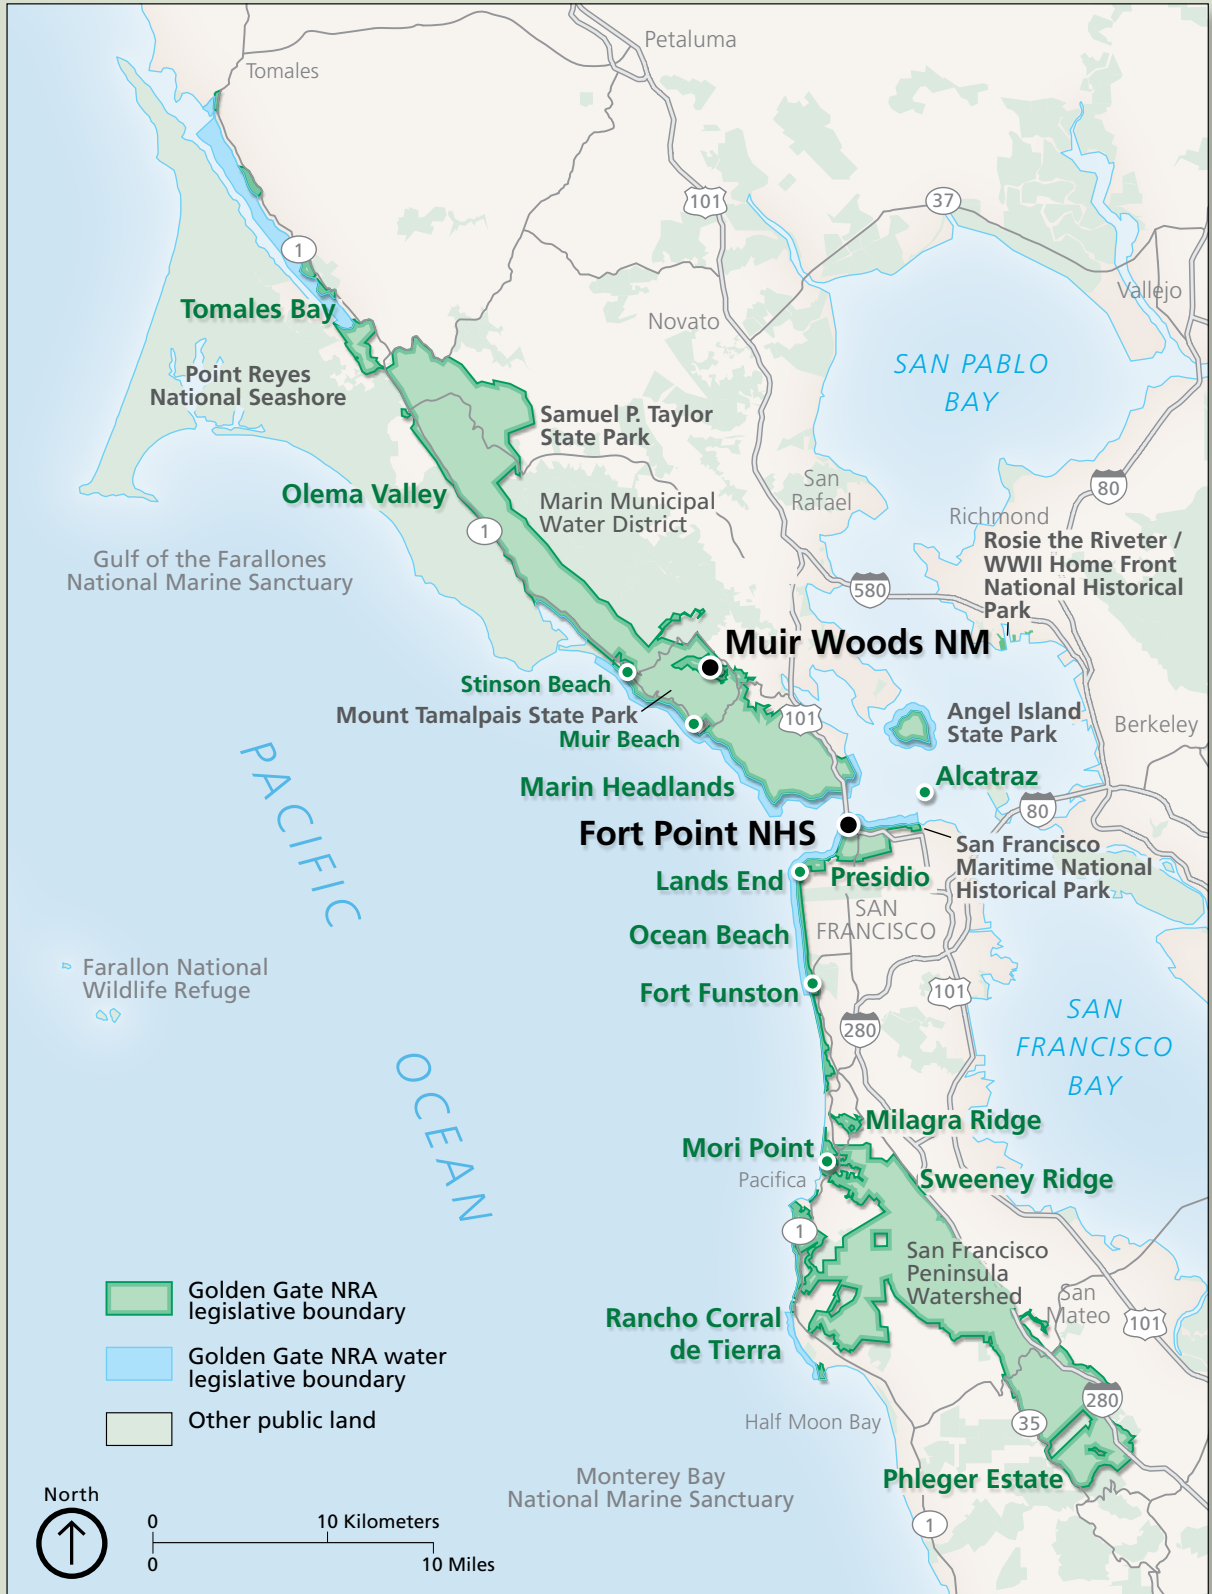 Petaluma
Tomales
101
37
1
Vallejo
Tomales Bay
Novato
SAN PABLO
BAY
Point Reyes
National Seashore
Samuel P. Taylor
State Park
San
Rafael
80
Olema Valley
Marin Municipal
Water District
Richmond
1
Rosie the Riveter /
WWII Home Front
National Historical
Park
Gulf of the Farallones
National Marine Sanctuary
580
Muir Woods NM
Stinson Beach
Mount Tamalpais State Park
Muir Beach
101
Angel Island
State Park
Berkeley
PACIFIC
OCEAN
Marin Headlands
Alcatraz
80
Fort Point NHS
San Francisco
Maritime National
Historical Park
Lands End
Presidio
SAN
FRANCISCO
Ocean Beach
Farallon National
Wildlife Refuge
Fort Funston
101
280
SAN
FRANCISCO
BAY
Milagra Ridge
Mori Point
Pacifica
Sweeney Ridge
1
San Francisco
Peninsula
Watershed
San
Mateo
101
Rancho Corral
de Tierra
280
35
Half Moon Bay
Phleger Estate
Monterey Bay
National Marine Sanctuary
1
Golden Gate NRA
legislative boundary
Golden Gate NRA water
legislative boundary
Other public land
North
0
10 Kilometers
0
10 Miles